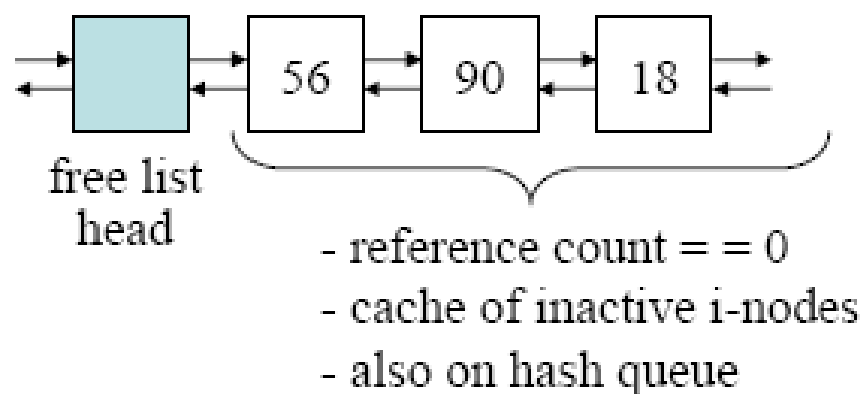 56 90 18
free list
head
- reference count = = 0
- cache of inactive i-nodes
- also on hash queue